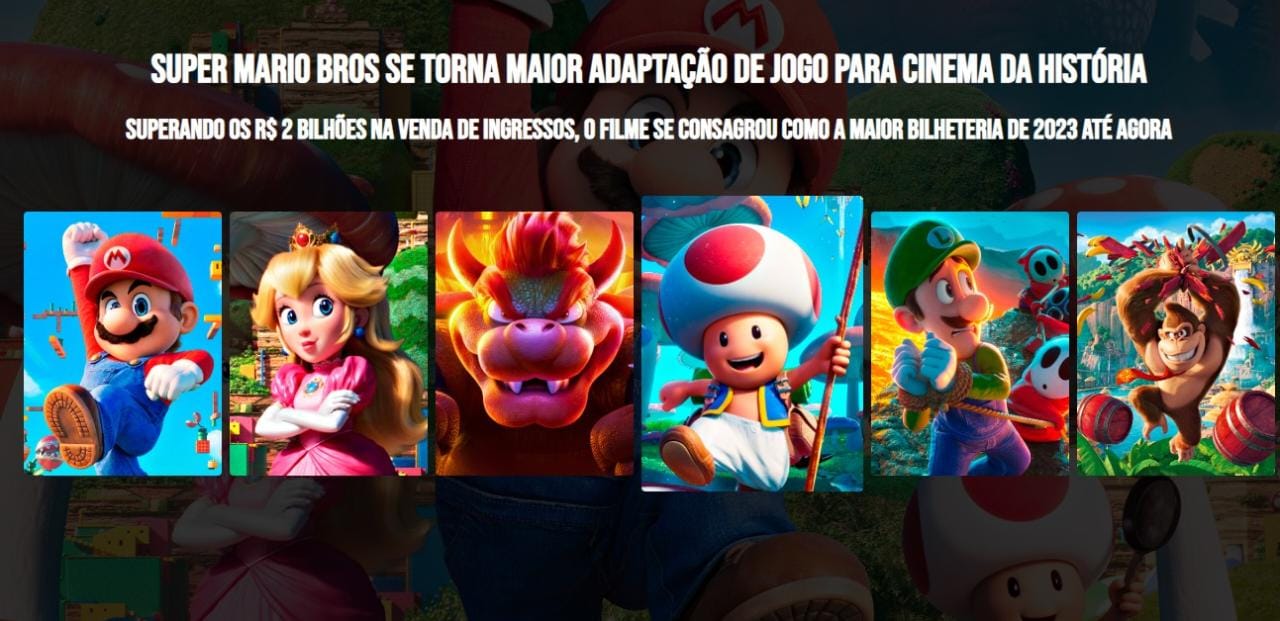 SUPER MARIO BROS SE TORNA MAIOR ADAPTAÇÃO DE JOGO PARA CINEMA DA HISTÓRIA
SUPERANDO OS R$ 2 BILHÕES NA VENDA DE INGRESSOS, O FILME SE CONSAGROU COMO A MAIOR BILHETERIA DE 2023 ATÉ AGORA